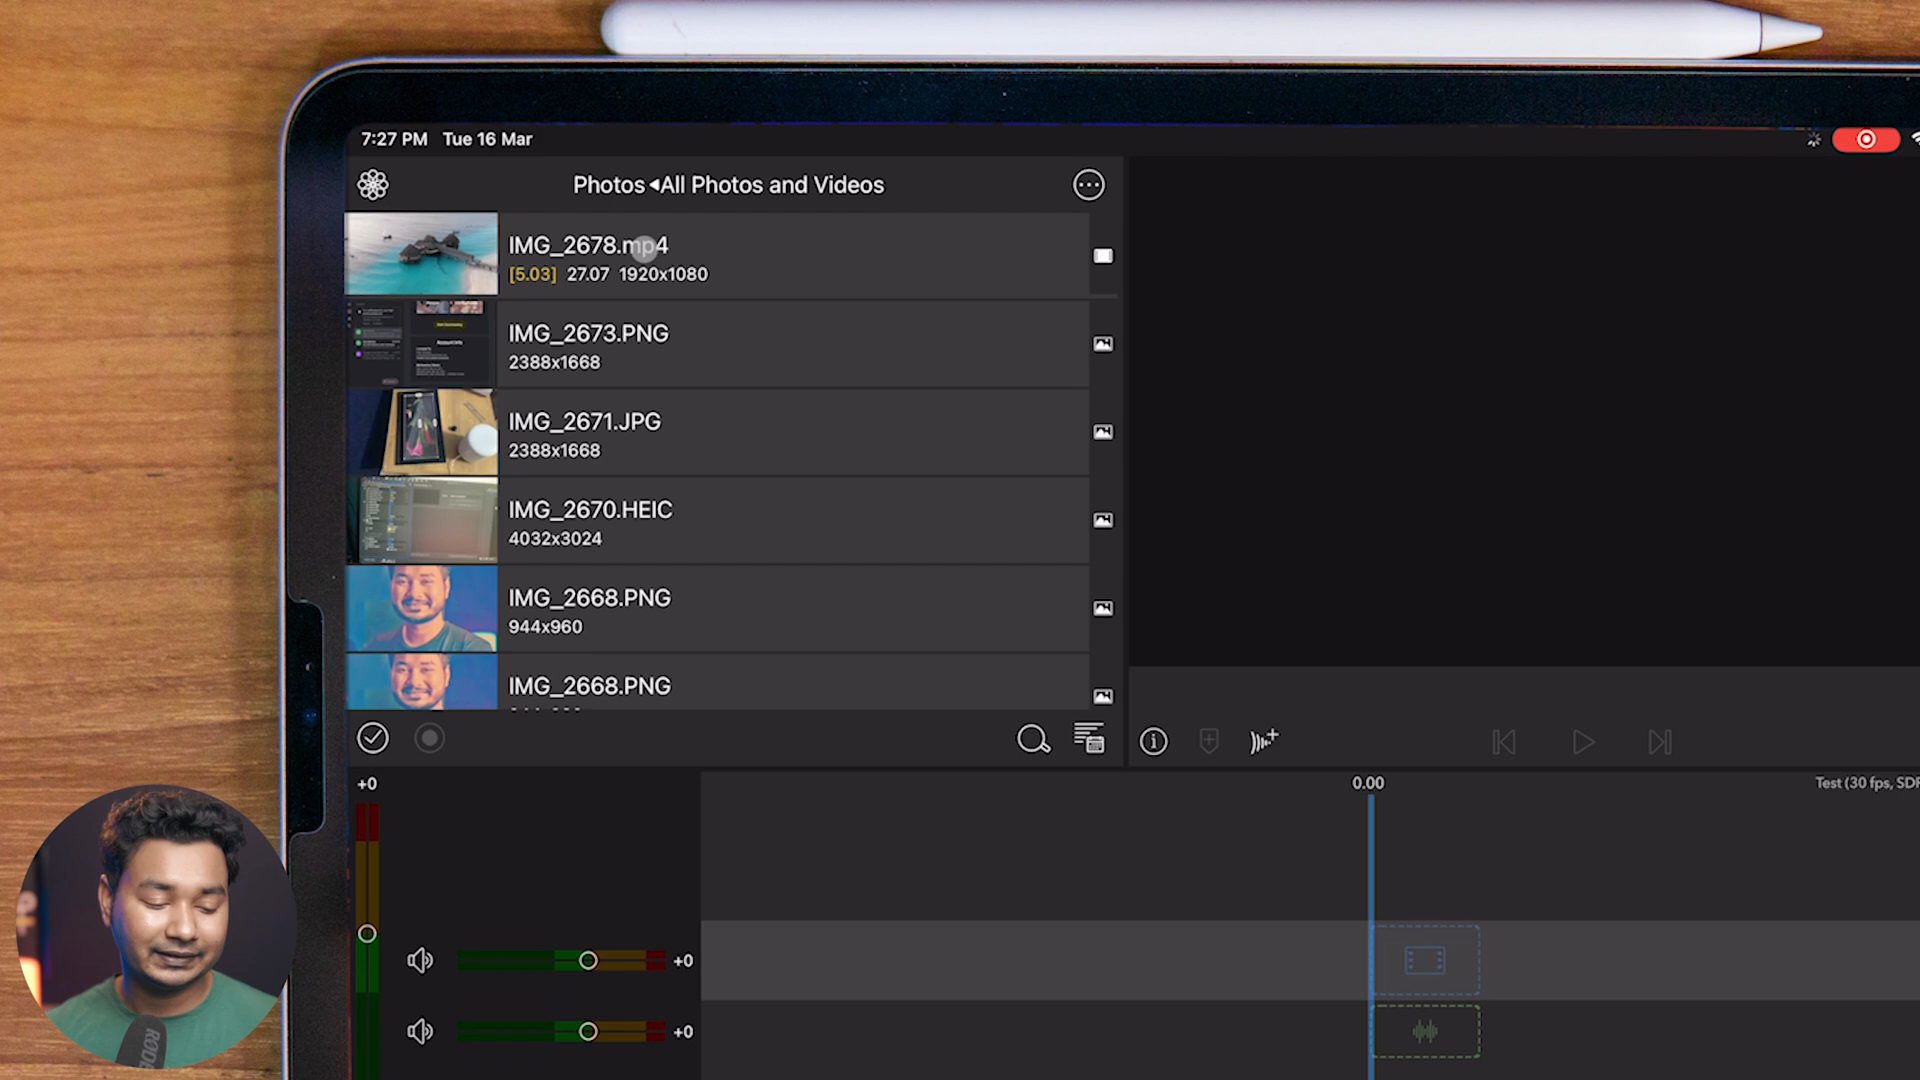 7:27 PM Tue 16 Mar
Photos◂All Photos and Videos
IMG_2678.mp4
[5.03] 27.07 1920x1080
IMG_2673.PNG
2388x1668
IMG_2671.JPG
2388x1668
IMG_2670.HEIC
4032x3024
IMG_2668.PNG
944x960
IMG_2668.PNG
+0
0.00
Test (30 fps, SDR
+0
+0
RODE